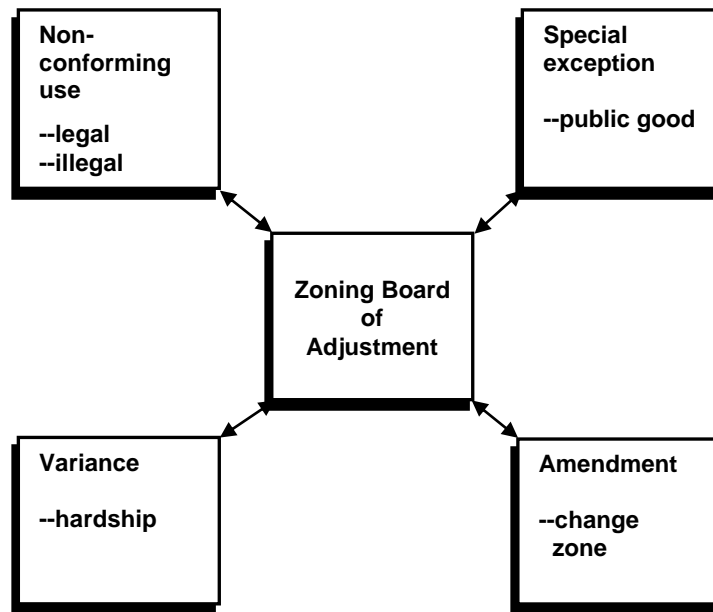 Non-
conforming
use
--legal
--illegal
Special
exception
--public good
Zoning Board
of
Adjustment
Variance
--hardship
Amendment
--change
zone